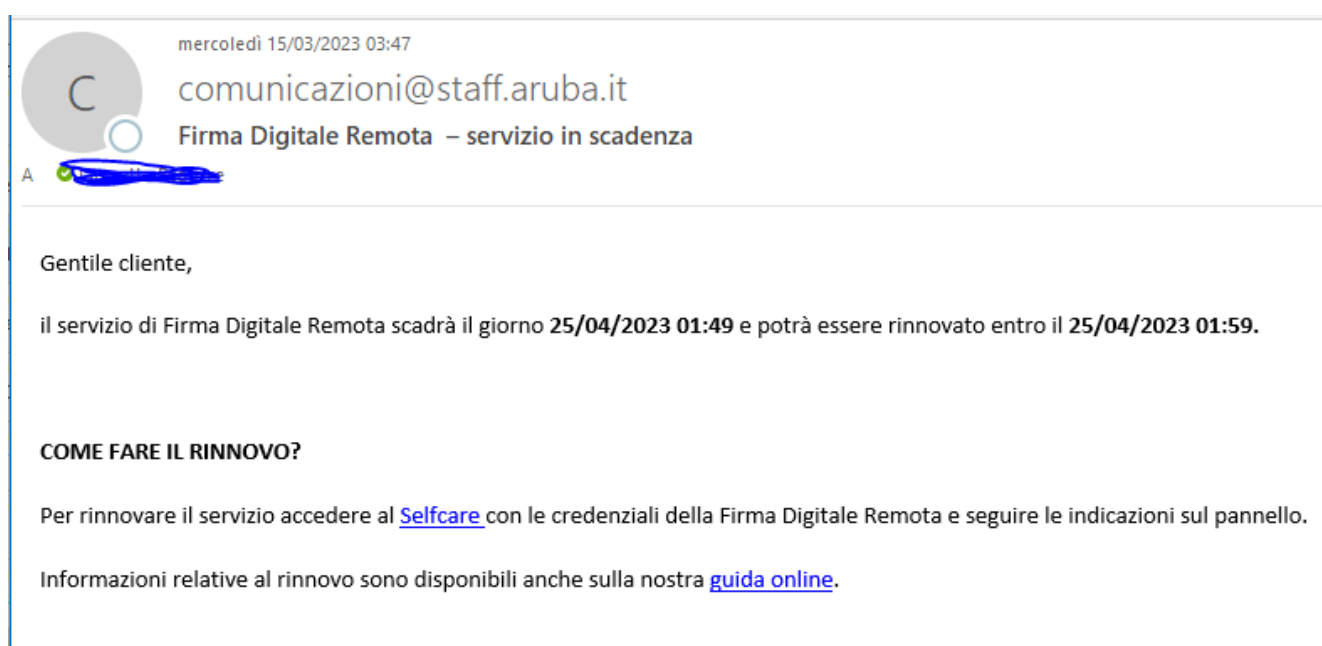 mercoledì 15/03/2023 03:47
C
comunicazioni@staff.aruba.it
Firma Digitale Remota – servizio in scadenza
A
Gentile cliente,
il servizio di Firma Digitale Remota scadrà il giorno 25/04/2023 01:49 e potrà essere rinnovato entro il 25/04/2023 01:59.
COME FARE IL RINNOVO?
Per rinnovare il servizio accedere al Selfcare con le credenziali della Firma Digitale Remota e seguire le indicazioni sul pannello.
Informazioni relative al rinnovo sono disponibili anche sulla nostra guida online.